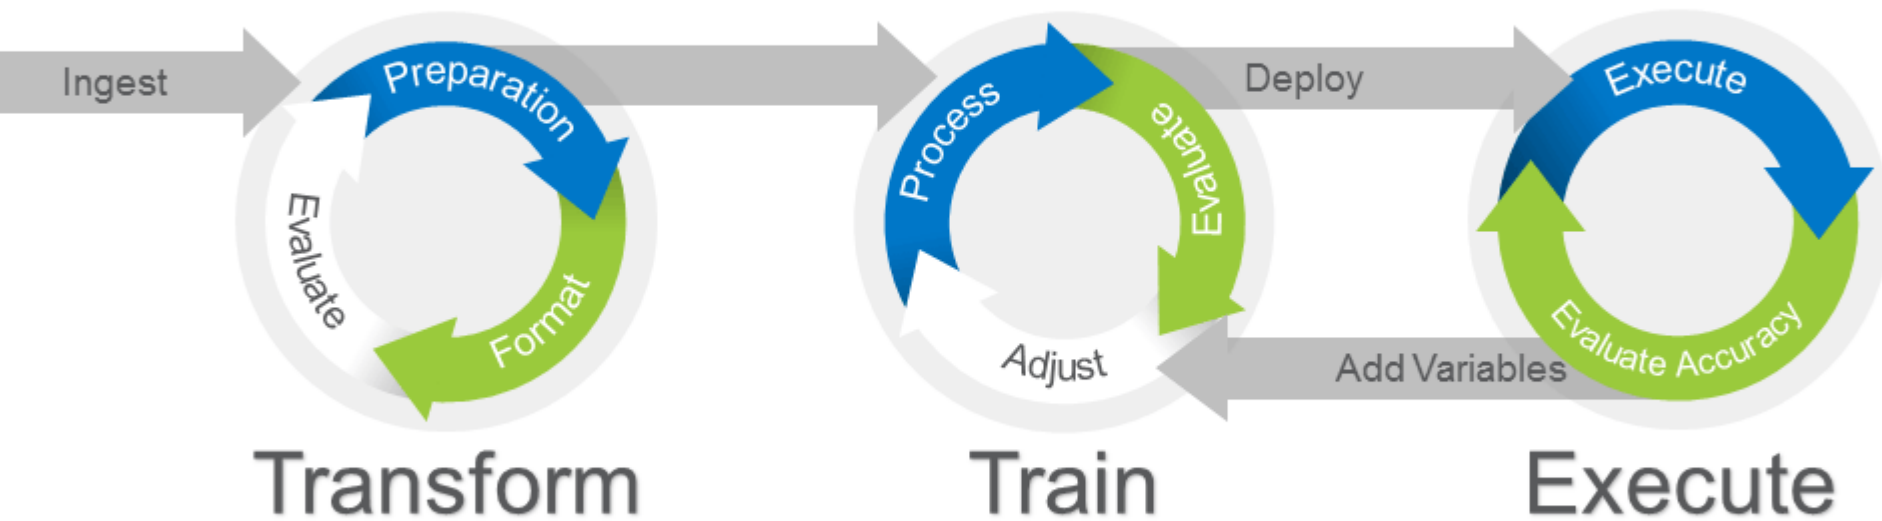 Ingest
Preparation
Format
Evaluate
Transform
Process
Evaluate
Adjust
Train
Deploy
Add Variables
Execute
Evaluate Accuracy
Execute